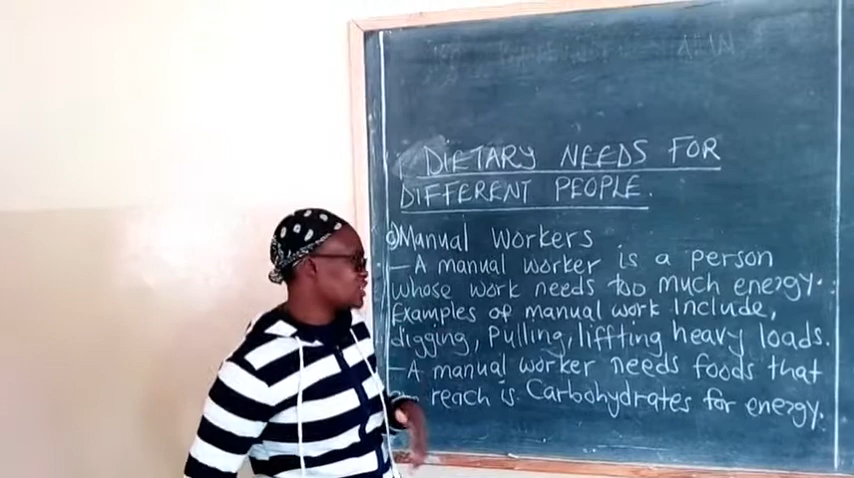 DIETARY NEEDS FOR
DIFFERENT PEOPLE.
a) Manual Workers
- A manual worker is a person
whose work needs too much energy.
Examples of manual work include,
digging, Pulling, liffting heavy loads.
- A manual worker needs foods that
reach is Carbohydrates for energy.